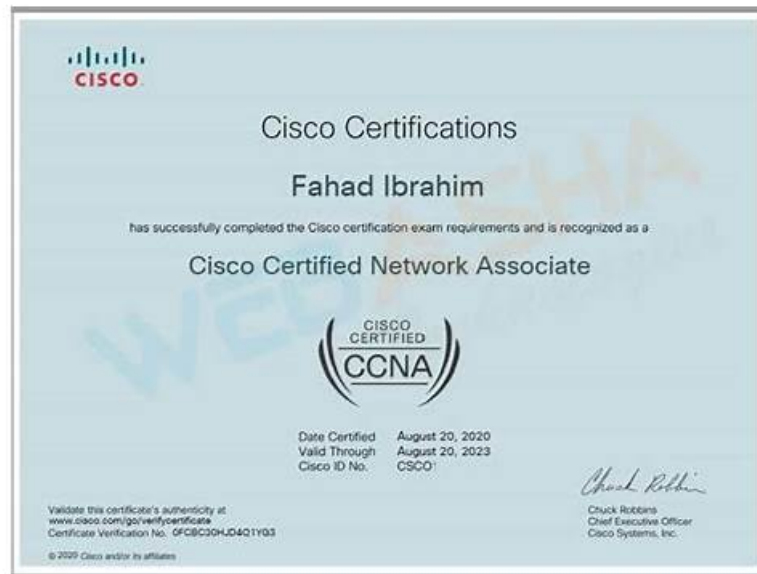 CISCO
Cisco Certifications
Fahad Ibrahim
has successfully completed the Cisco certification exam requirements and is recognized as a
Cisco Certified Network Associate
WEBASHA
CISCO
CERTIFIED
CCNA
Date Certified August 20, 2020
Valid Through August 20, 2023
Cisco ID No. CSCO
Chuck Robbins
Validate this certificate's authenticity at
www.cisco.com/go/verifycertificate
Certificate Verification No.
© 2020 Cisco and/or its affiliates
Chuck Robbins
Chief Executive Officer
Cisco Systems, Inc.